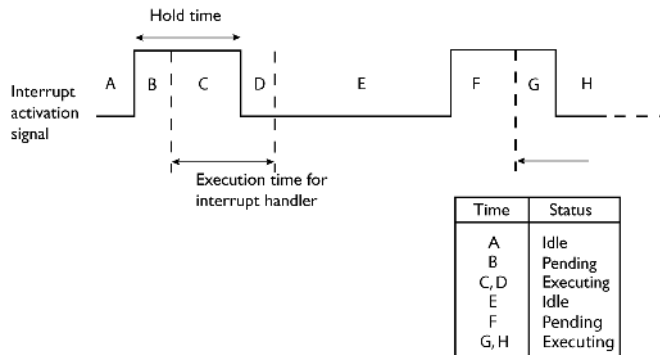 Hold time
A B C D E F G H
Interrupt
activation
signal
Execution time for
interrupt handler
Time Status
A Idle
B Pending
C, D Executing
E Idle
F Pending
G, H Executing